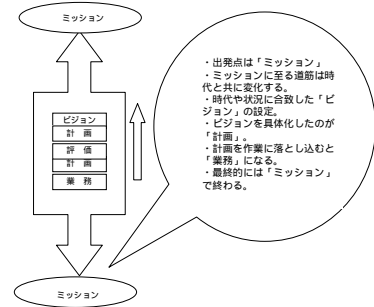 ミッション
・出発点は「ミッション」
・ミッションに至る道筋は時
代と共に変化する。
・時代や状況に合致した「ビ
ジョン」の設定。
・ビジョンを具体化したのが
「計画」。
・計画を作業に落とし込むと
「業務」になる。
・最終的には「ミッション」
で終わる。
ビジョン
計 画
評 価
計 画
業 務
ミッション